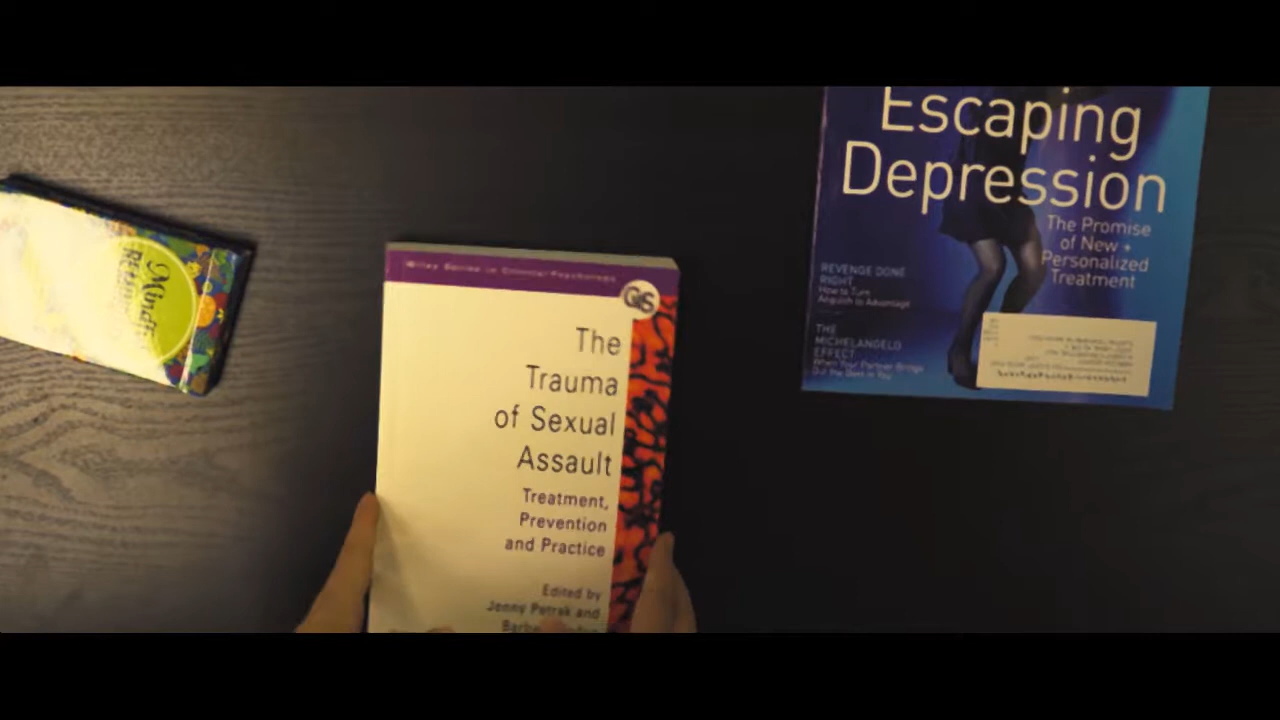 Escaping
Depression
The Promise
of New +
Personalized
Treatment
REVENGE DONE
RIGHT
How to Turn
Anguish to Advantage
THE
MICHELANGELO
EFFECT
When Your Partner Brings
Out the Best in You
Wiley Series in Clinical Psychology
The
Trauma
of Sexual
Assault
Treatment,
Prevention
and Practice
Edited by
Jenny Petrak and